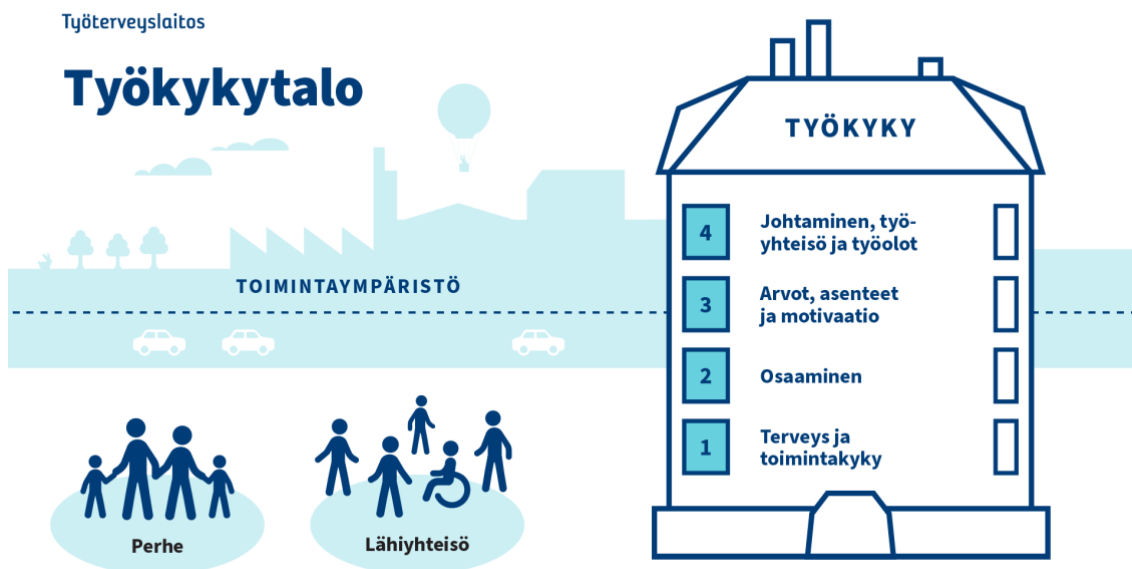 Työterveyslaitos
Työkykytalo
TYÖKYKY
4
Johtaminen, työ-
yhteisö ja työolot
3
Arvot, asenteet
ja motivaatio
2
Osaaminen
1
Terveys ja
toimintakyky
TOIMINTAYMPÄRISTÖ
Perhe
Lähiyhteisö